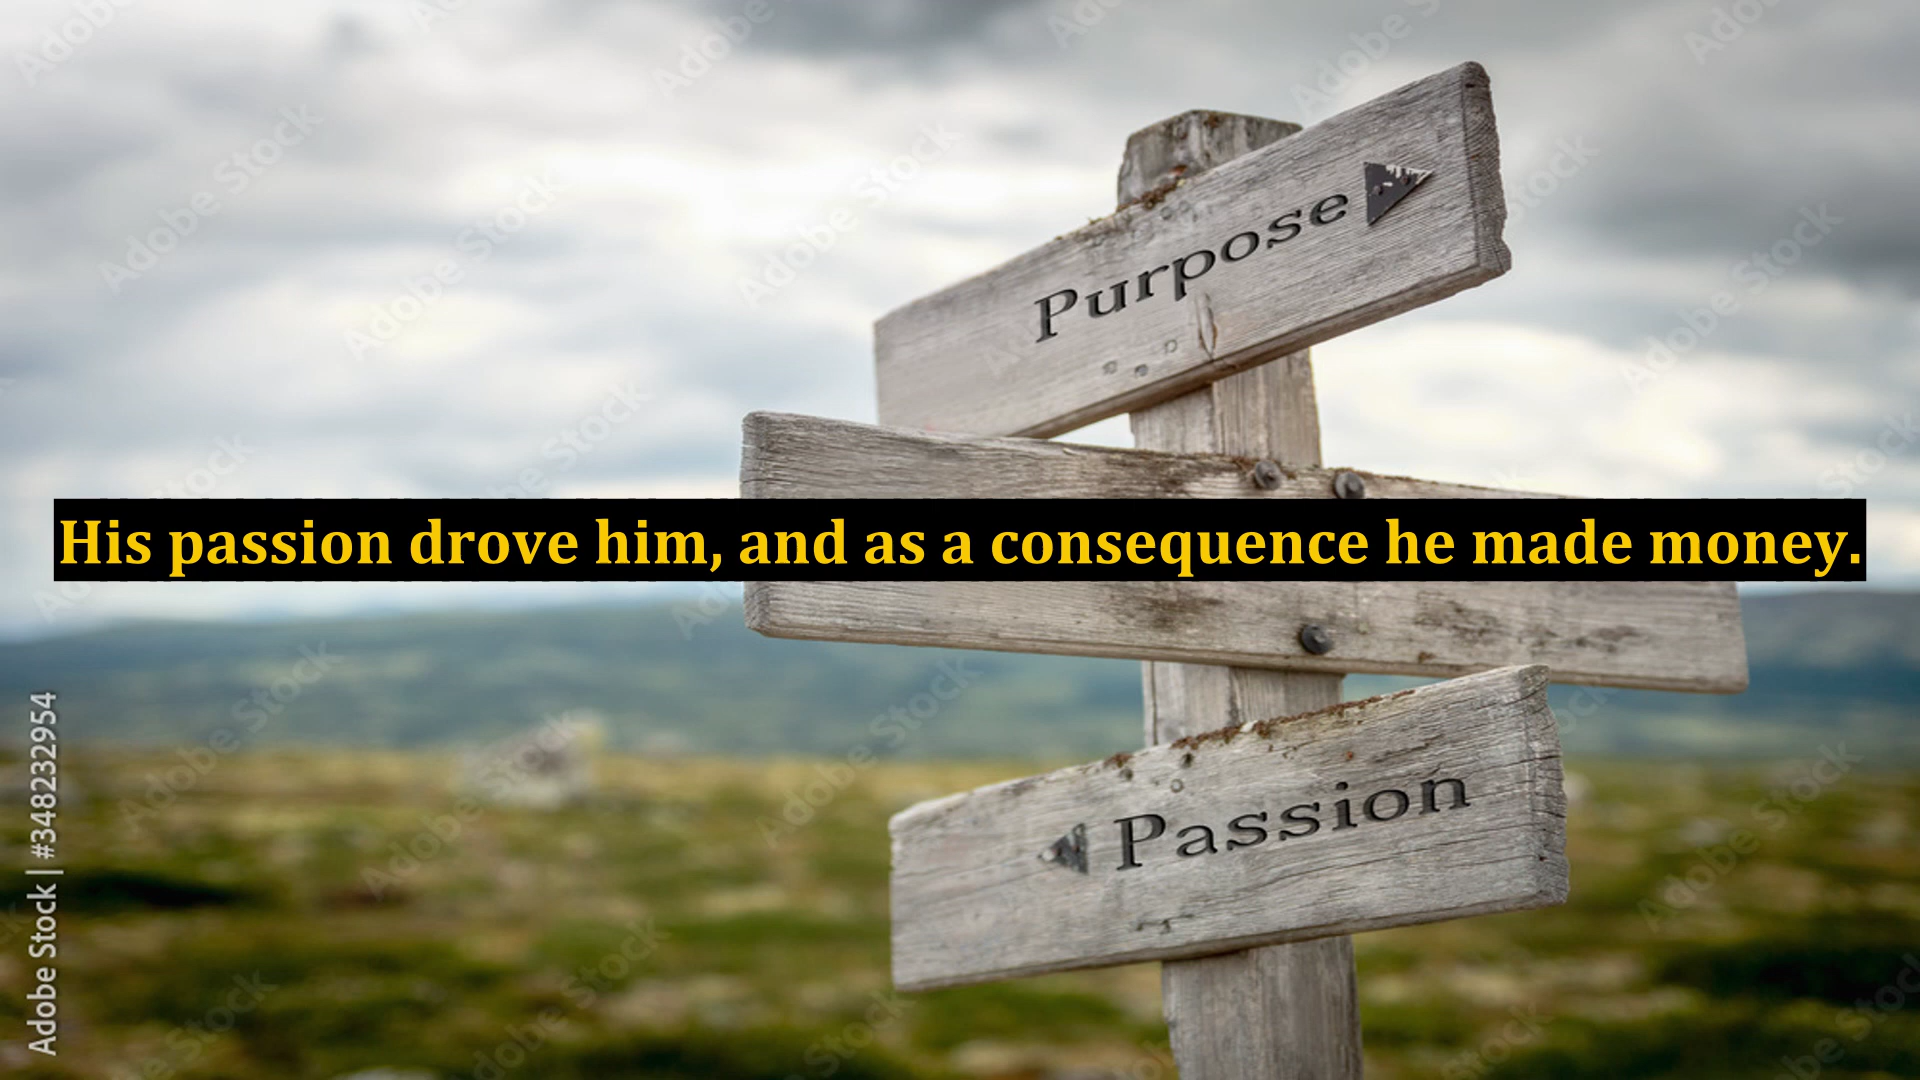 Purpose
His passion drove him, and as a consequence he made money.
Passion
Adobe Stock | #348232954